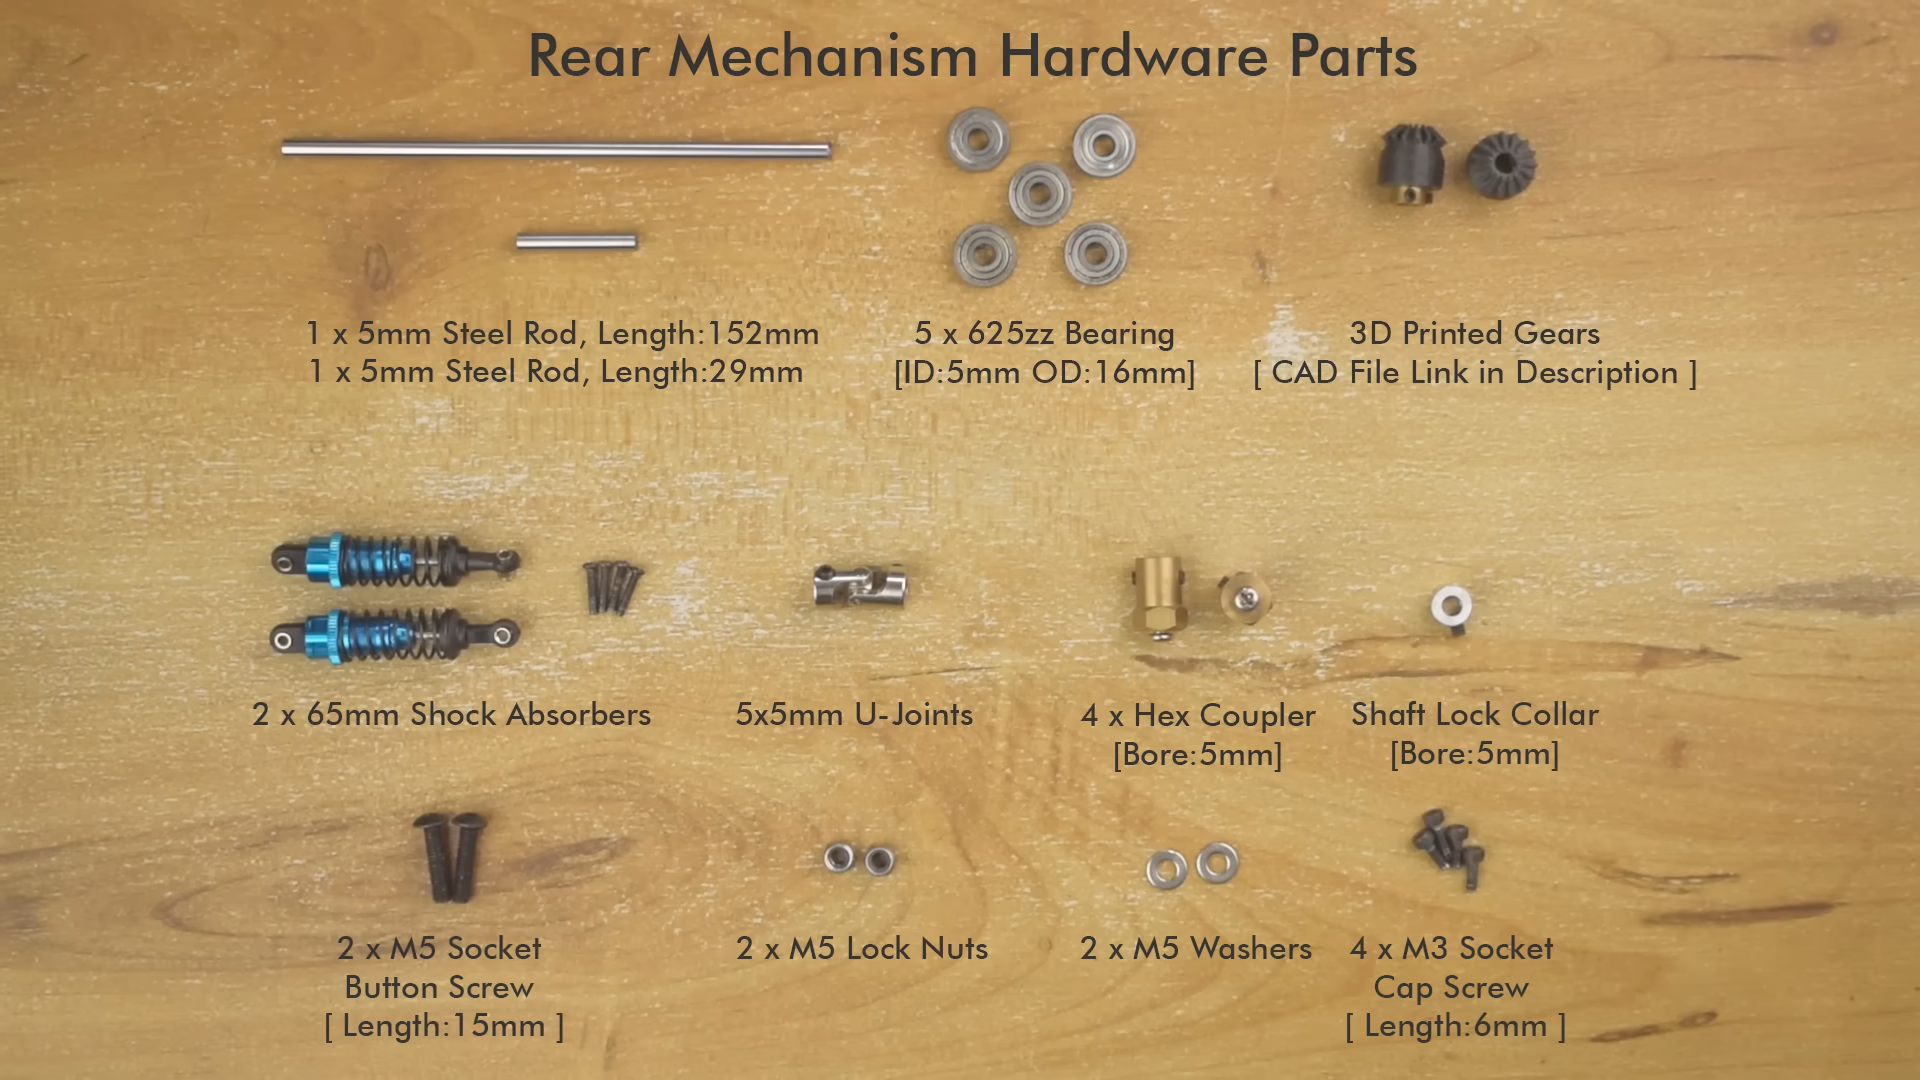 Rear Mechanism Hardware Parts
1 x 5mm Steel Rod, Length:152mm
1 x 5mm Steel Rod, Length:29mm
5 x 625zz Bearing
[ID:5mm OD:16mm]
3D Printed Gears
[ CAD File Link in Description ]
2 x 65mm Shock Absorbers
5x5mm U-Joints
4 x Hex Coupler
[Bore:5mm]
Shaft Lock Collar
[Bore:5mm]
2 x M5 Socket
Button Screw
[ Length:15mm ]
2 x M5 Lock Nuts
2 x M5 Washers
4 x M3 Socket
Cap Screw
[ Length:6mm ]